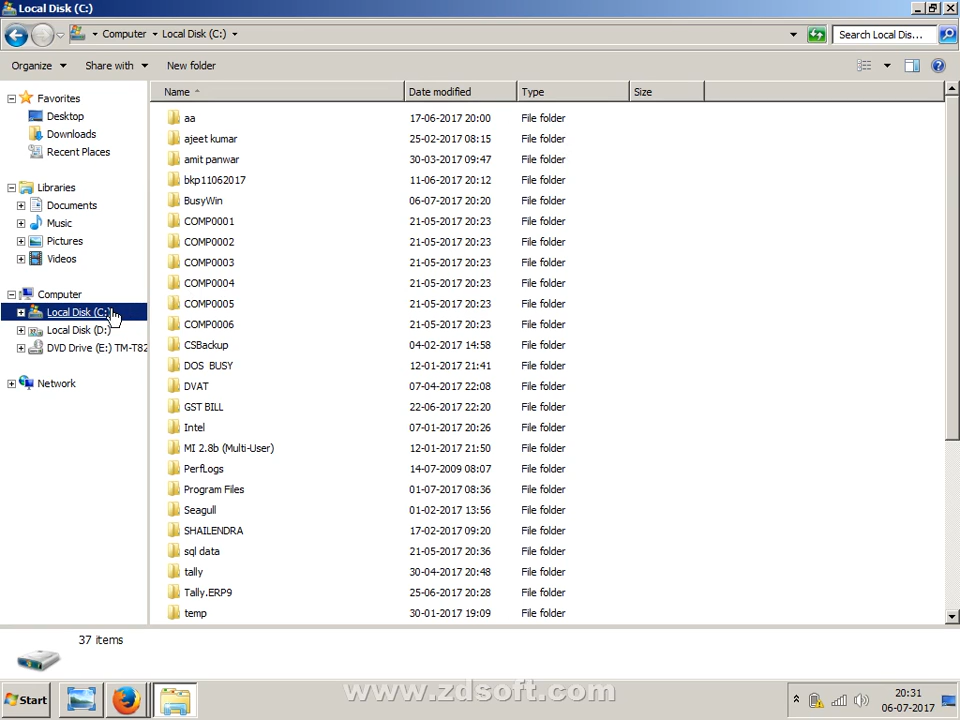 Local Disk (C:)
Computer Local Disk (C:) Search Local Dis...
Organize Share with New folder
Name Date modified Type Size
Favorites
Desktop
Downloads
Recent Places
Libraries
Documents
Music
Pictures
Videos
Computer
Local Disk (C:)
Local Disk (D:)
DVD Drive (E:) TM-T82
Network
aa 17-06-2017 20:00 File folder
ajeet kumar 25-02-2017 08:15 File folder
amit panwar 30-03-2017 09:47 File folder
bkp11062017 11-06-2017 20:12 File folder
BusyWin 06-07-2017 20:20 File folder
COMP0001 21-05-2017 20:23 File folder
COMP0002 21-05-2017 20:23 File folder
COMP0003 21-05-2017 20:23 File folder
COMP0004 21-05-2017 20:23 File folder
COMP0005 21-05-2017 20:23 File folder
COMP0006 21-05-2017 20:23 File folder
CSBackup 04-02-2017 14:58 File folder
DOS BUSY 12-01-2017 21:41 File folder
DVAT 07-04-2017 22:08 File folder
GST BILL 22-06-2017 22:20 File folder
Intel 07-01-2017 20:26 File folder
MI 2.8b (Multi-User) 12-01-2017 21:50 File folder
PerfLogs 14-07-2009 08:07 File folder
Program Files 01-07-2017 08:36 File folder
Seagull 01-02-2017 13:56 File folder
SHAILENDRA 17-02-2017 09:20 File folder
sql data 21-05-2017 20:36 File folder
tally 30-04-2017 20:48 File folder
Tally.ERP9 25-06-2017 20:28 File folder
temp 30-01-2017 19:09 File folder
37 items
Start
www.zdsoft.com
20:31
06-07-2017